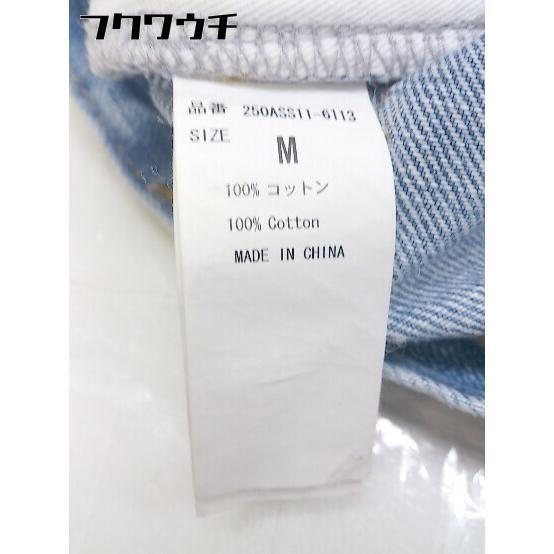 フクワウチ
品番 250ASS11-6113
SIZE M
100% コットン
100% Cotton
MADE IN CHINA